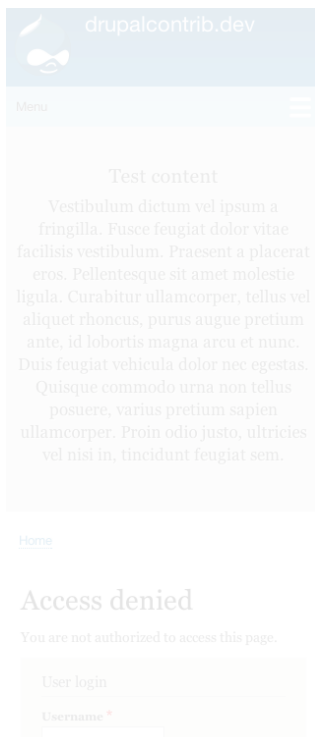 drupalcontrib.dev
Menu
Test content
Vestibulum dictum vel ipsum a
fringilla. Fusce feugiat dolor vitae
facilisis vestibulum. Praesent a placerat
eros. Pellentesque sit amet molestie
ligula. Curabitur ullamcorper, tellus vel
aliquet rhoncus, purus augue pretium
ante, id lobortis magna arcu et nunc.
Duis feugiat vehicula dolor nec egestas.
Quisque commodo urna non tellus
posuere, varius pretium sapien
ullamcorper. Proin odio justo, ultricies
vel nisi in, tincidunt feugiat sem.
Home
Access denied
You are not authorized to access this page.
User login
Username *